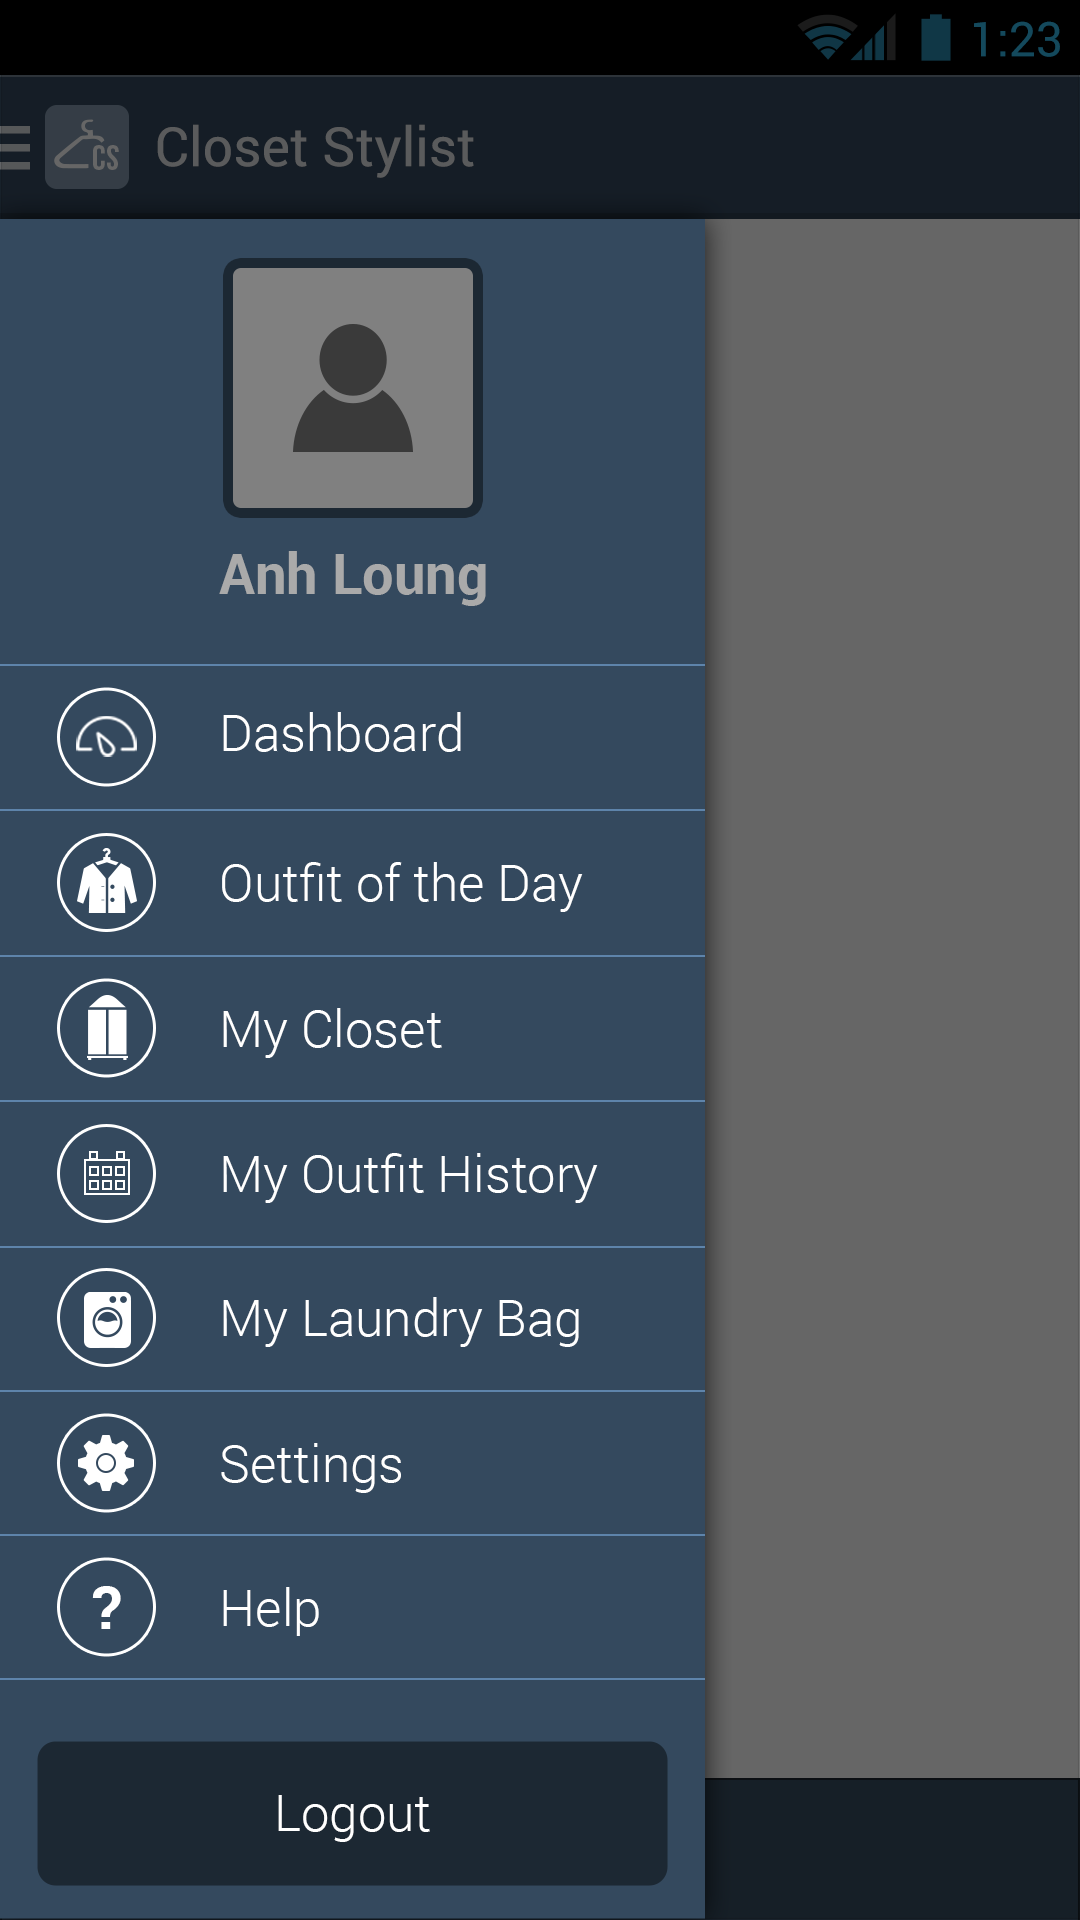 1:23
CS
Closet Stylist
Anh Loung
Dashboard
Outfit of the Day
My Closet
My Outfit History
My Laundry Bag
Settings
?
Help
Logout